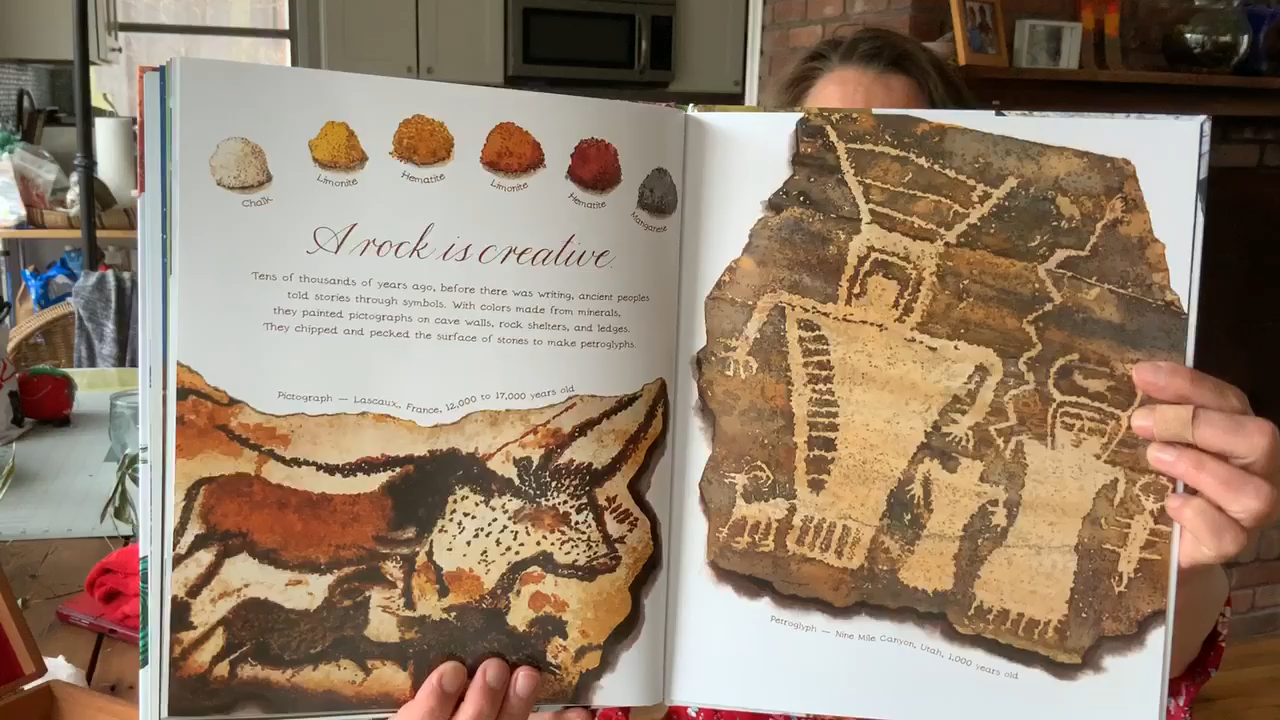 Chalk
Limonite
Hematite
Limonite
Hematite
Manganese
A rock is creative.
Tens of thousands of years ago, before there was writing, ancient peoples
told stories through symbols. With colors made from minerals,
they painted pictographs on cave walls, rock shelters, and ledges.
They chipped and pecked the surface of stones to make petroglyphs.
Pictograph — Lascaux, France, 12,000 to 17,000 years old
Petroglyph — Nine Mile Canyon, Utah, 1,000 years old